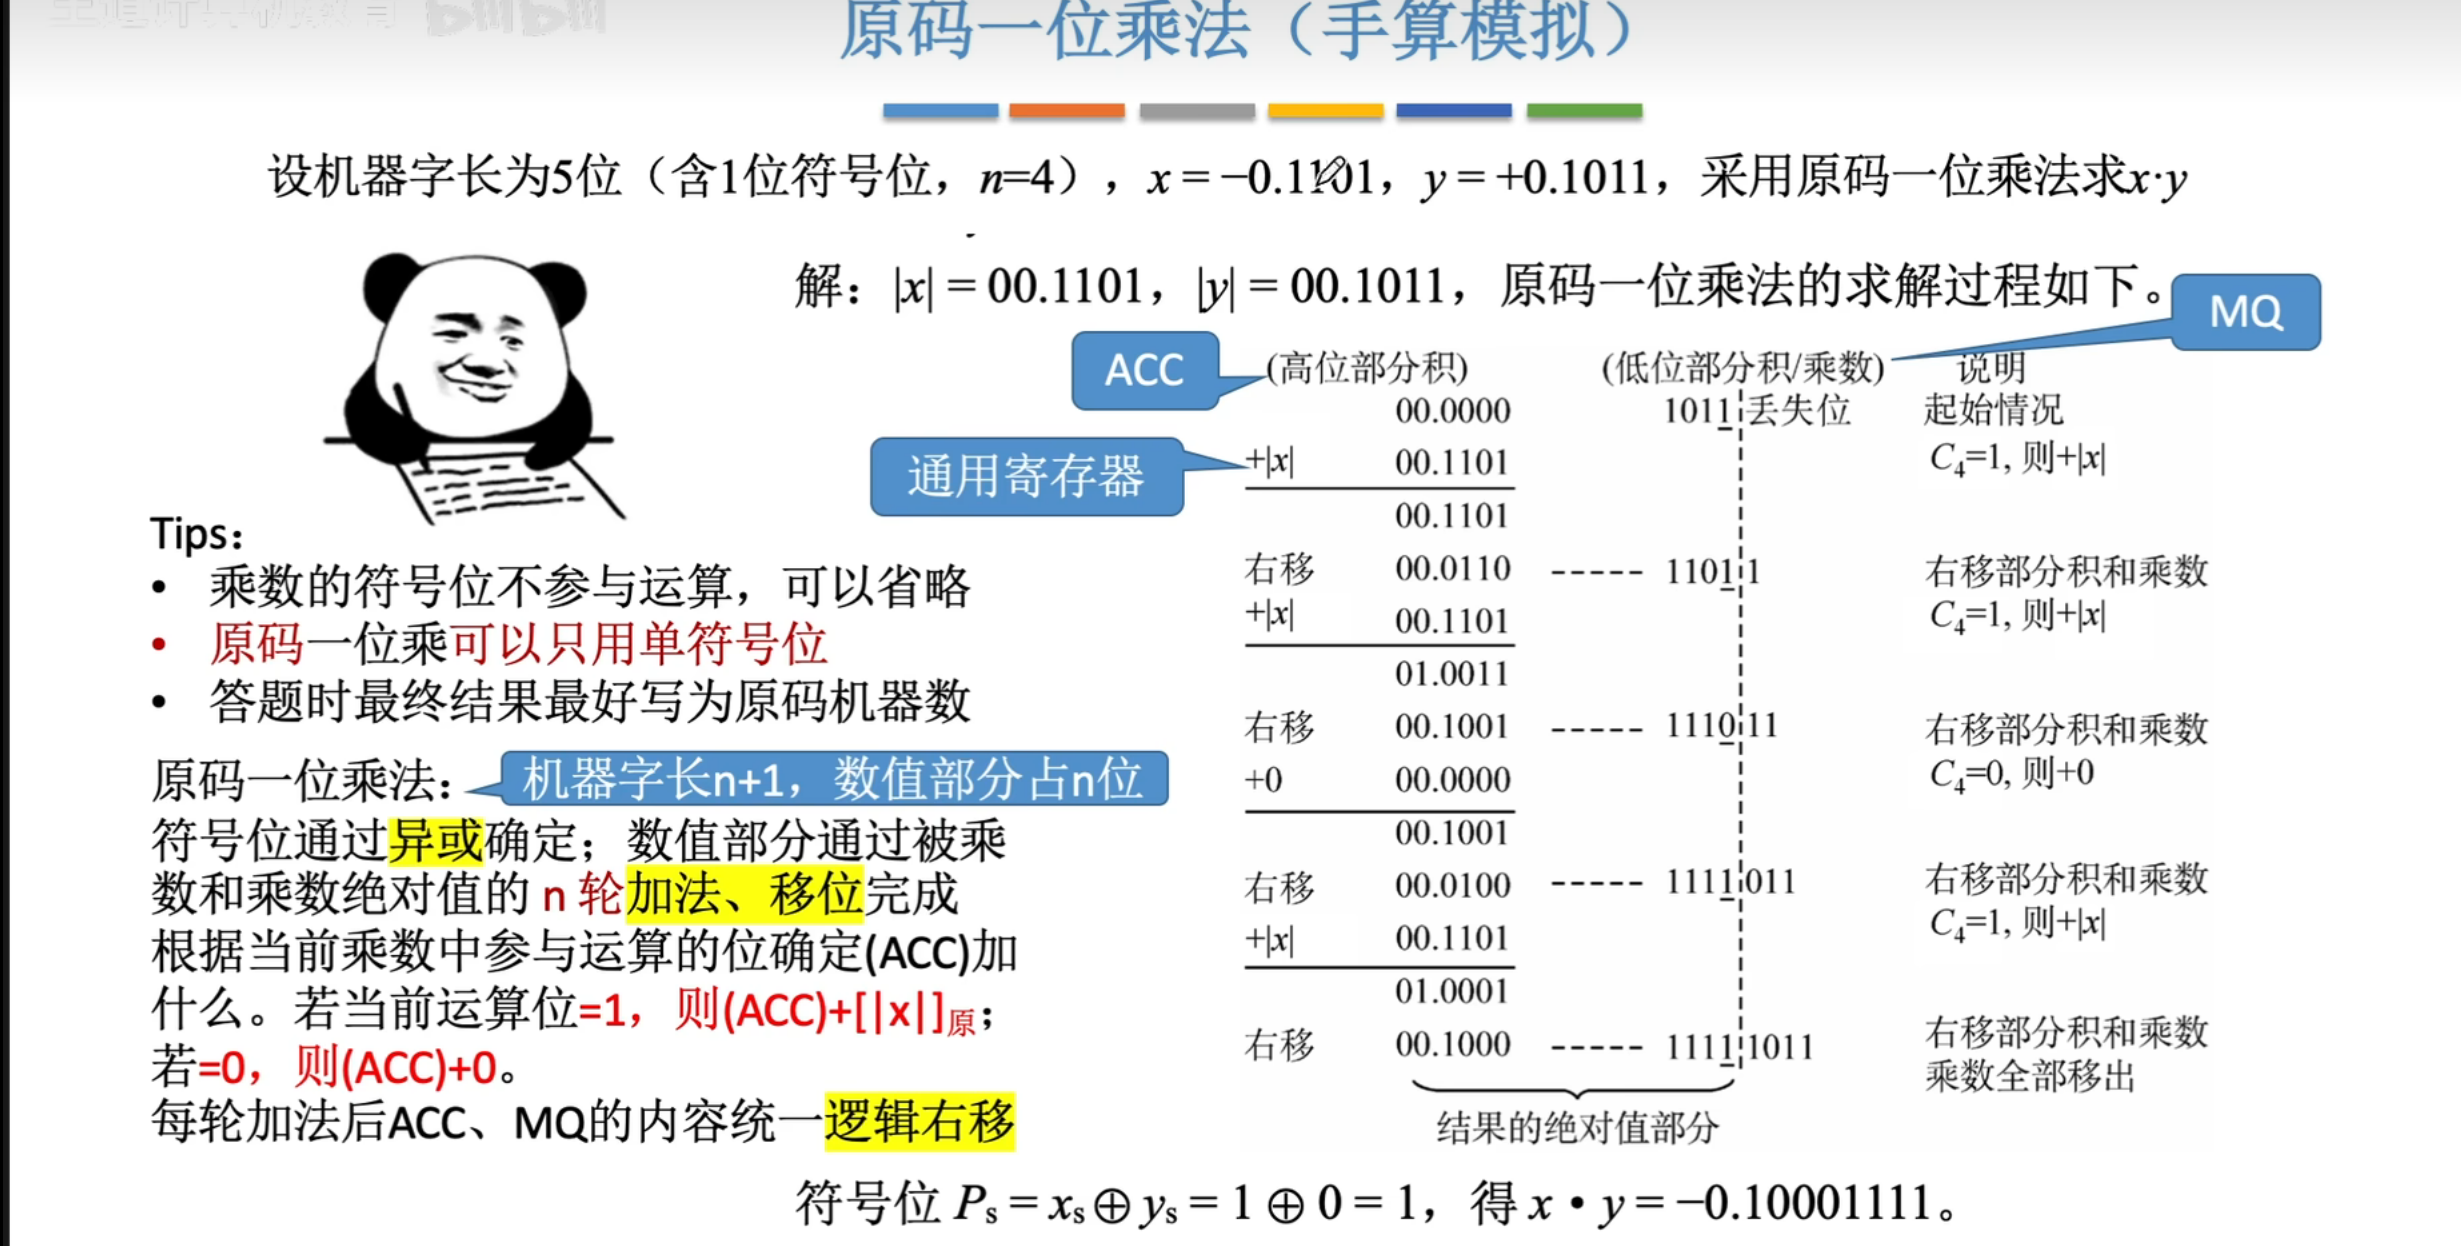 原码一位乘法（手算模拟）
设机器字长为5位（含1位符号位，n=4），x = −0.1101，y = +0.1011，采用原码一位乘法求x·y
解：|x| = 00.1101，|y| = 00.1011，原码一位乘法的求解过程如下。
MQ
ACC
(高位部分积) (低位部分积/乘数) 说明
00.0000 1011 丢失位 起始情况
通用寄存器
+|x| 00.1101 C₄=1, 则+|x|
00.1101
右移 00.0110 ----- 1101 1 右移部分积和乘数
+|x| 00.1101 C₄=1, 则+|x|
01.0011
右移 00.1001 ----- 1110 11 右移部分积和乘数
+0 00.0000 C₄=0, 则+0
00.1001
右移 00.0100 ----- 1111 011 右移部分积和乘数
+|x| 00.1101 C₄=1, 则+|x|
01.0001
右移 00.1000 ----- 1111 1011 右移部分积和乘数
乘数全部移出
结果的绝对值部分
Tips：
• 乘数的符号位不参与运算，可以省略
• 原码一位乘可以只用单符号位
• 答题时最终结果最好写为原码机器数
原码一位乘法：
机器字长n+1，数值部分占n位
符号位通过异或确定；数值部分通过被乘
数和乘数绝对值的 n 轮加法、移位完成
根据当前乘数中参与运算的位确定(ACC)加
什么。若当前运算位=1，则(ACC)+[|x|]原；
若=0，则(ACC)+0。
每轮加法后ACC、MQ的内容统一逻辑右移
符号位 Pₛ = xₛ ⊕ yₛ = 1 ⊕ 0 = 1，得 x • y = −0.10001111。